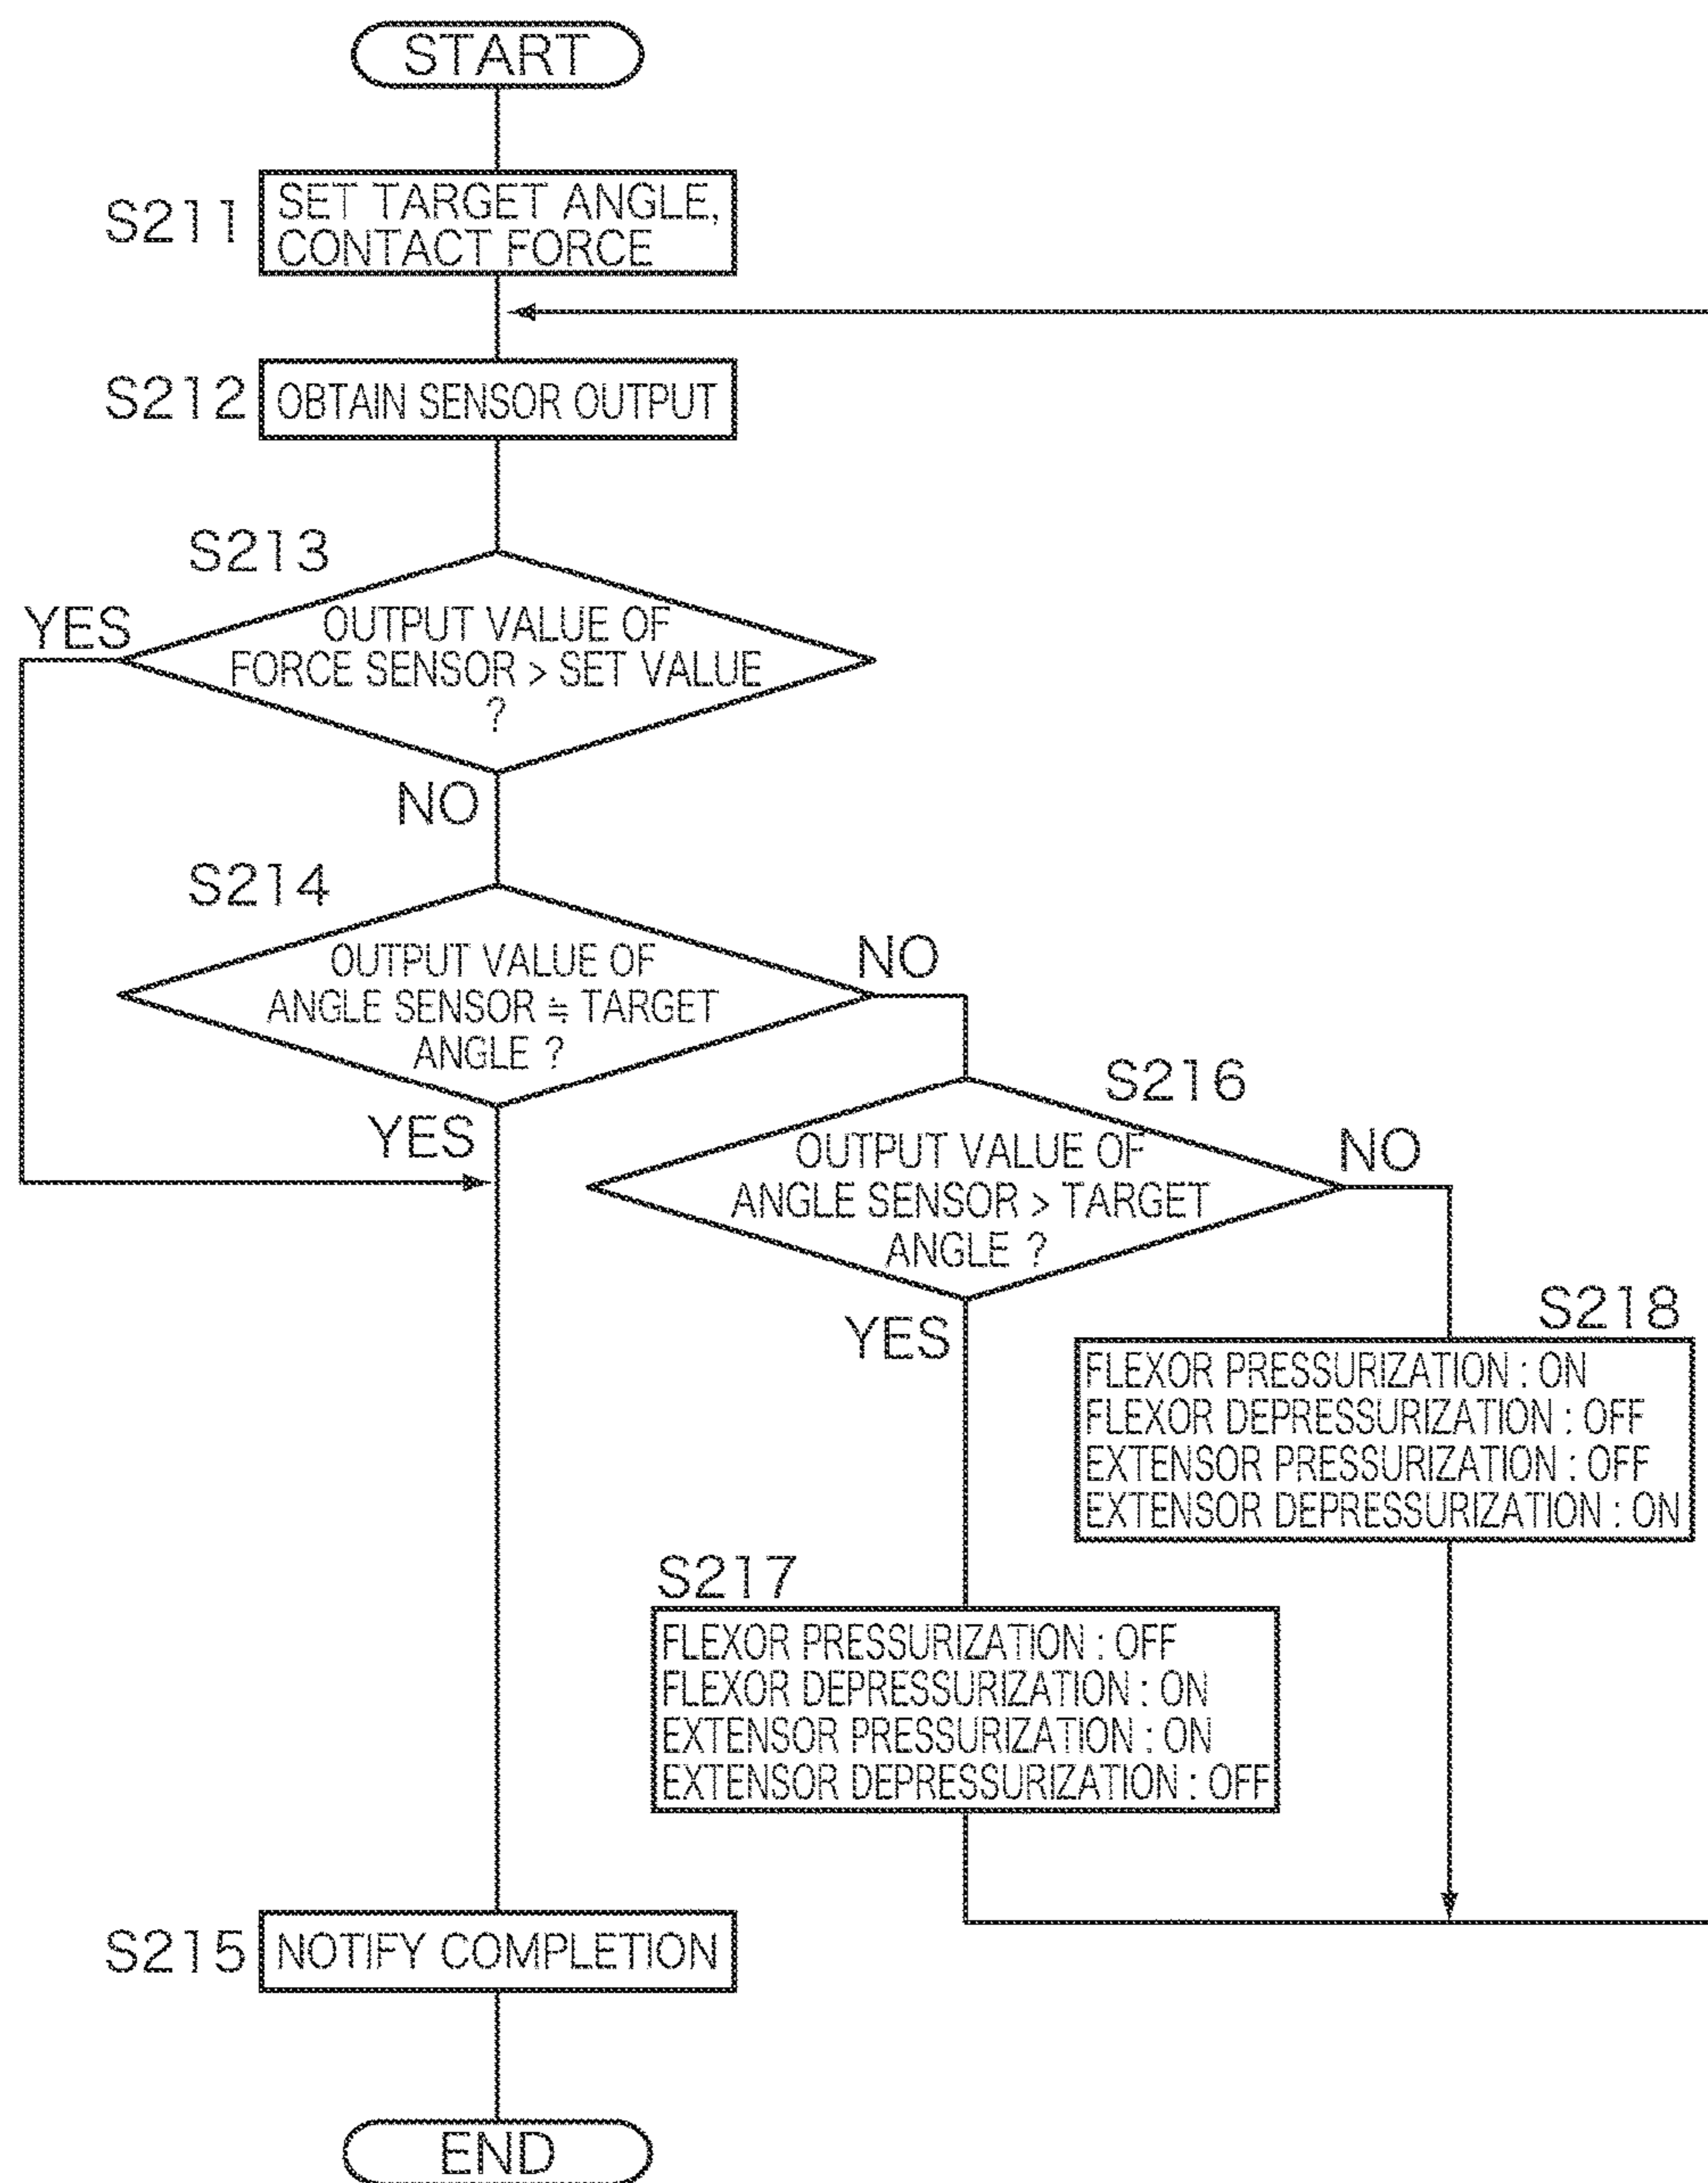 START
S211
SET TARGET ANGLE,
CONTACT FORCE
S212
OBTAIN SENSOR OUTPUT
S213
YES
OUTPUT VALUE OF
FORCE SENSOR > SET VALUE
?
NO
S214
OUTPUT VALUE OF
ANGLE SENSOR ≒ TARGET
ANGLE ?
NO
YES
S216
OUTPUT VALUE OF
ANGLE SENSOR > TARGET
ANGLE ?
NO
YES
S218
FLEXOR PRESSURIZATION : ON
FLEXOR DEPRESSURIZATION : OFF
EXTENSOR PRESSURIZATION : OFF
EXTENSOR DEPRESSURIZATION : ON
S217
FLEXOR PRESSURIZATION : OFF
FLEXOR DEPRESSURIZATION : ON
EXTENSOR PRESSURIZATION : ON
EXTENSOR DEPRESSURIZATION : OFF
S215
NOTIFY COMPLETION
END